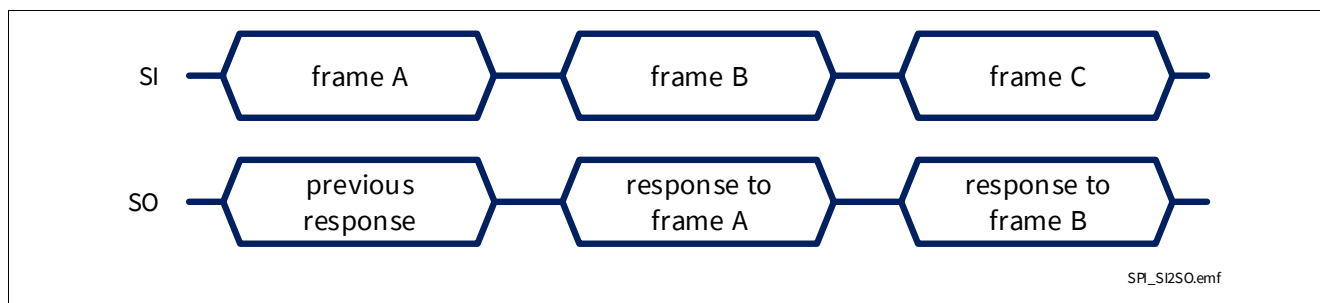 SI
frame A
frame B
frame C
SO
previous
response
response to
frame A
response to
frame B
SPI_SI2SO.emf